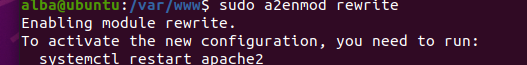 alba@ubuntu:/var/www$ sudo a2enmod rewrite
Enabling module rewrite.
To activate the new configuration, you need to run:
  systemctl restart apache2